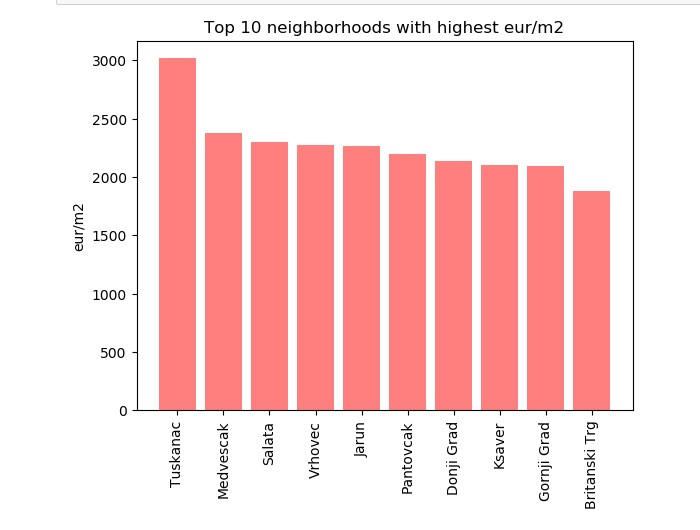 Top 10 neighborhoods with highest eur/m2
3000
2500
2000
1500
1000
500
0
eur/m2
Tuskanac
Medvescak
Salata
Vrhovec
Jarun
Pantovcak
Donji Grad
Ksaver
Gornji Grad
Britanski Trg